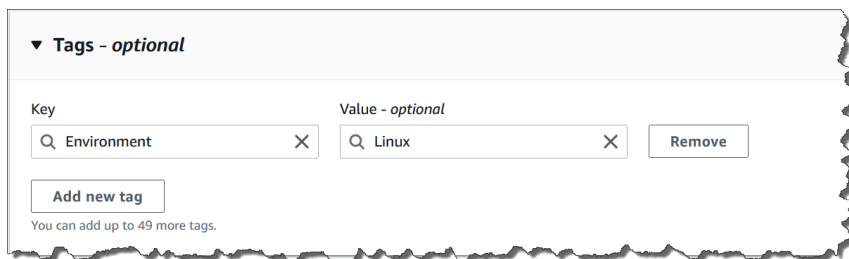 Tags - optional
Key Value - optional
Environment Linux Remove
Add new tag
You can add up to 49 more tags.